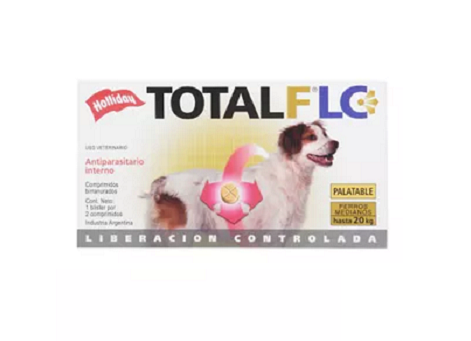 Holliday
TOTAL F LC
USO VETERINARIO
Antiparasitario
interno
Comprimidos
birranurados
Cont. Neto:
1 blister por
2 comprimidos
Industria Argentina
PALATABLE
PERROS
MEDIANOS
hasta 20 kg
LIBERACION CONTROLADA